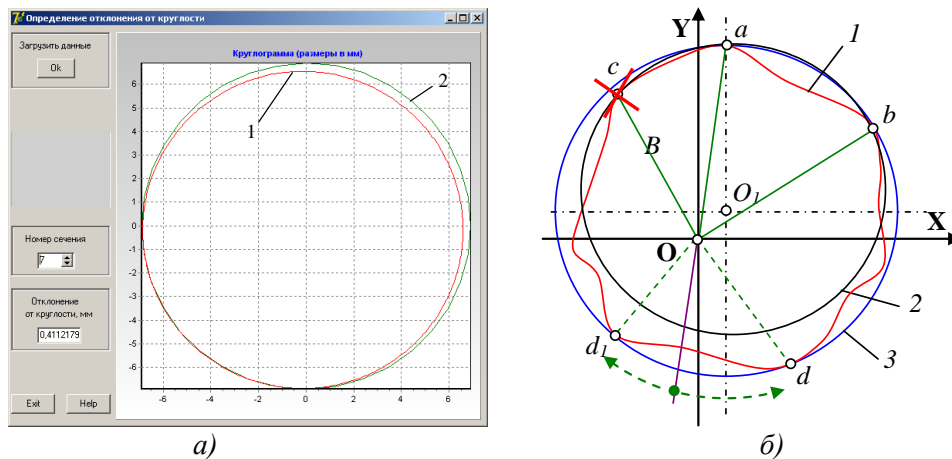 Определение отклонения от круглости
Загрузить данные
Ok
Номер сечения
7
Отклонение
от круглости, мм
0,4112179
Exit
Help
Круглограмма (размеры в мм)
6
5
4
3
2
1
0
-1
-2
-3
-4
-5
-6
-6
-4
-2
0
2
4
6
1
2
а)
Y
X
O
O1
a
b
c
B
d
d1
1
2
3
б)